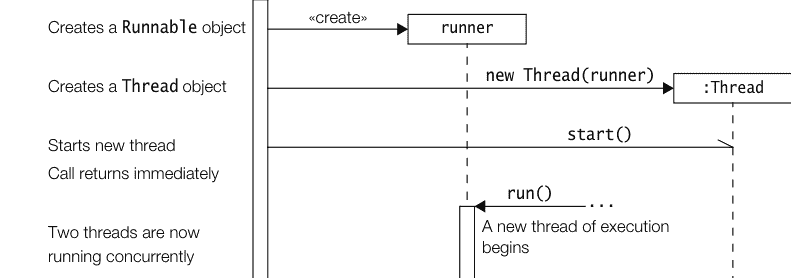 Creates a Runnable object
«create»
runner
Creates a Thread object
new Thread(runner)
:Thread
Starts new thread
start()
Call returns immediately
run()
...
Two threads are now
running concurrently
A new thread of execution
begins